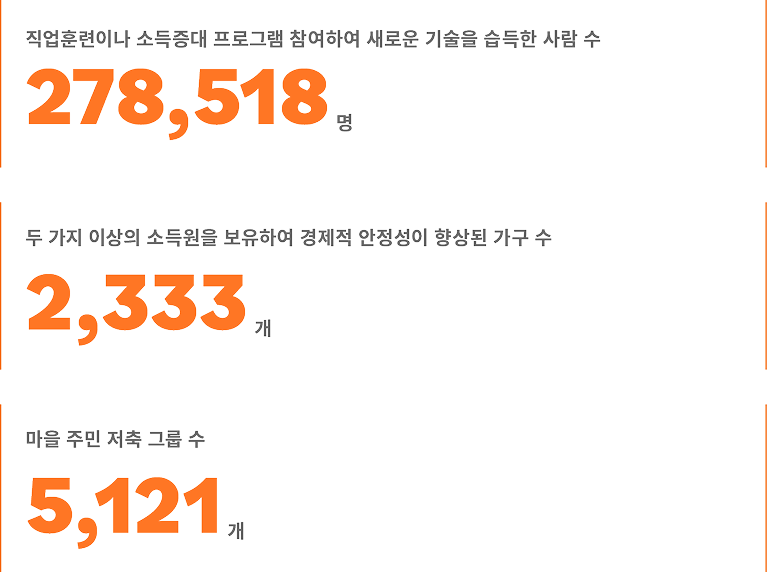 직업훈련이나 소득증대 프로그램 참여하여 새로운 기술을 습득한 사람 수
278,518 명
두 가지 이상의 소득원을 보유하여 경제적 안정성이 향상된 가구 수
2,333 개
마을 주민 저축 그룹 수
5,121 개